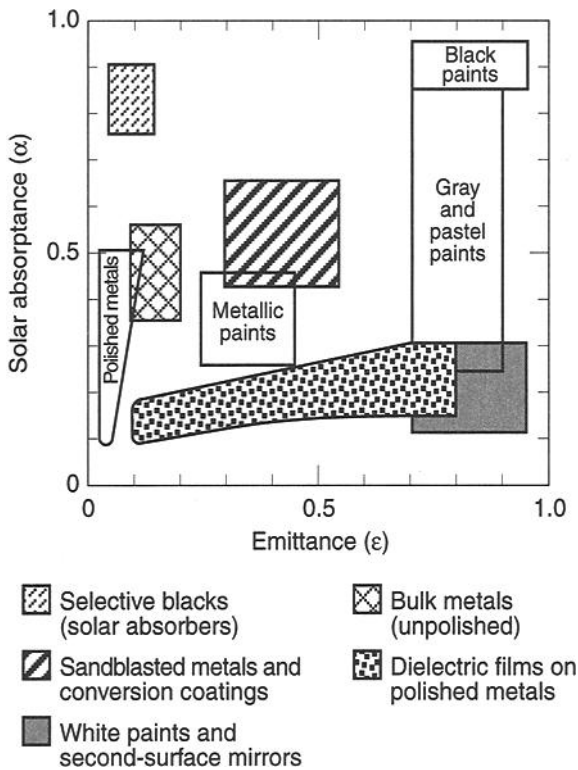 1.0
Black
paints
Solar absorptance (α)
Gray
and
pastel
paints
0.5
Polished metals
Metallic
paints
0
0
0.5
1.0
Emittance (ε)
Selective blacks
(solar absorbers)
Bulk metals
(unpolished)
Sandblasted metals and
conversion coatings
Dielectric films on
polished metals
White paints and
second-surface mirrors